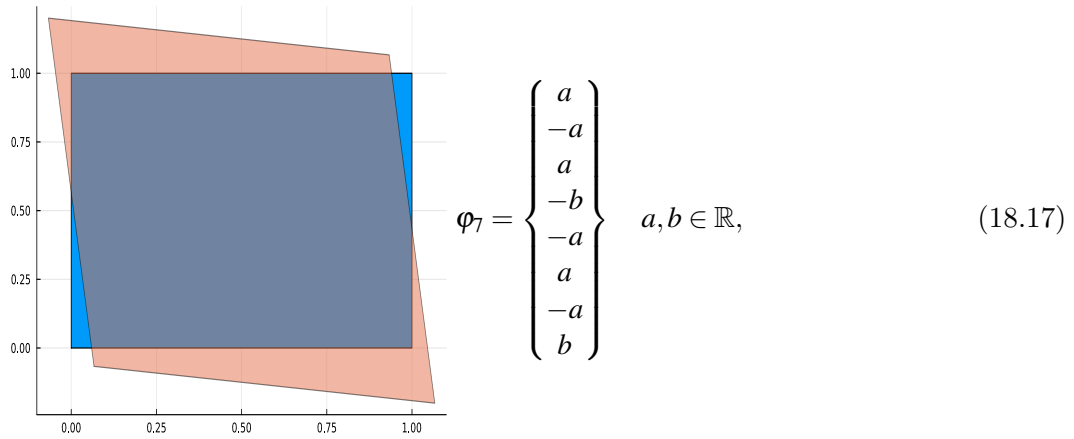 1.00
0.75
0.50
0.25
0.00
0.00 0.25 0.50 0.75 1.00
a
−a
a
−b
φ7 = { } a, b ∈ ℝ, (18.17)
−a
a
−a
b